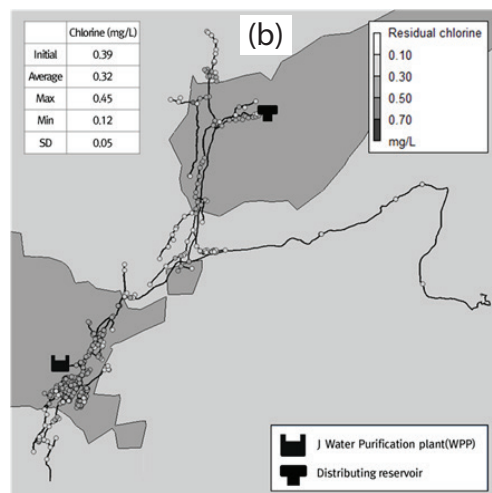 (b)
Chlorine (mg/L)
Initial 0.39
Average 0.32
Max 0.45
Min 0.12
SD 0.05
Residual chlorine
0.10
0.30
0.50
0.70
mg/L
J Water Purification plant(WPP)
Distributing reservoir